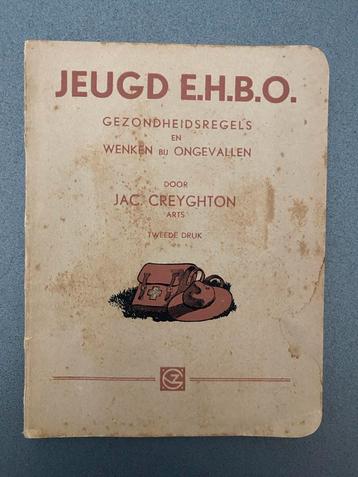 JEUGD E.H.B.O.
GEZONDHEIDSREGELS
EN
WENKEN BIJ ONGEVALLEN
DOOR
JAC. CREYGHTON
ARTS
TWEEDE DRUK